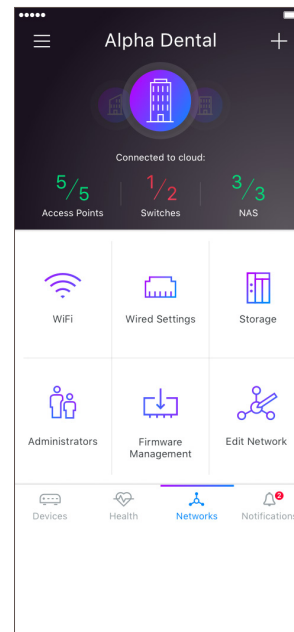 Alpha Dental
Connected to cloud:
5/5 1/2 3/3
Access Points Switches NAS
WiFi Wired Settings Storage
Administrators Firmware Management Edit Network
Devices Health Networks Notifications
2